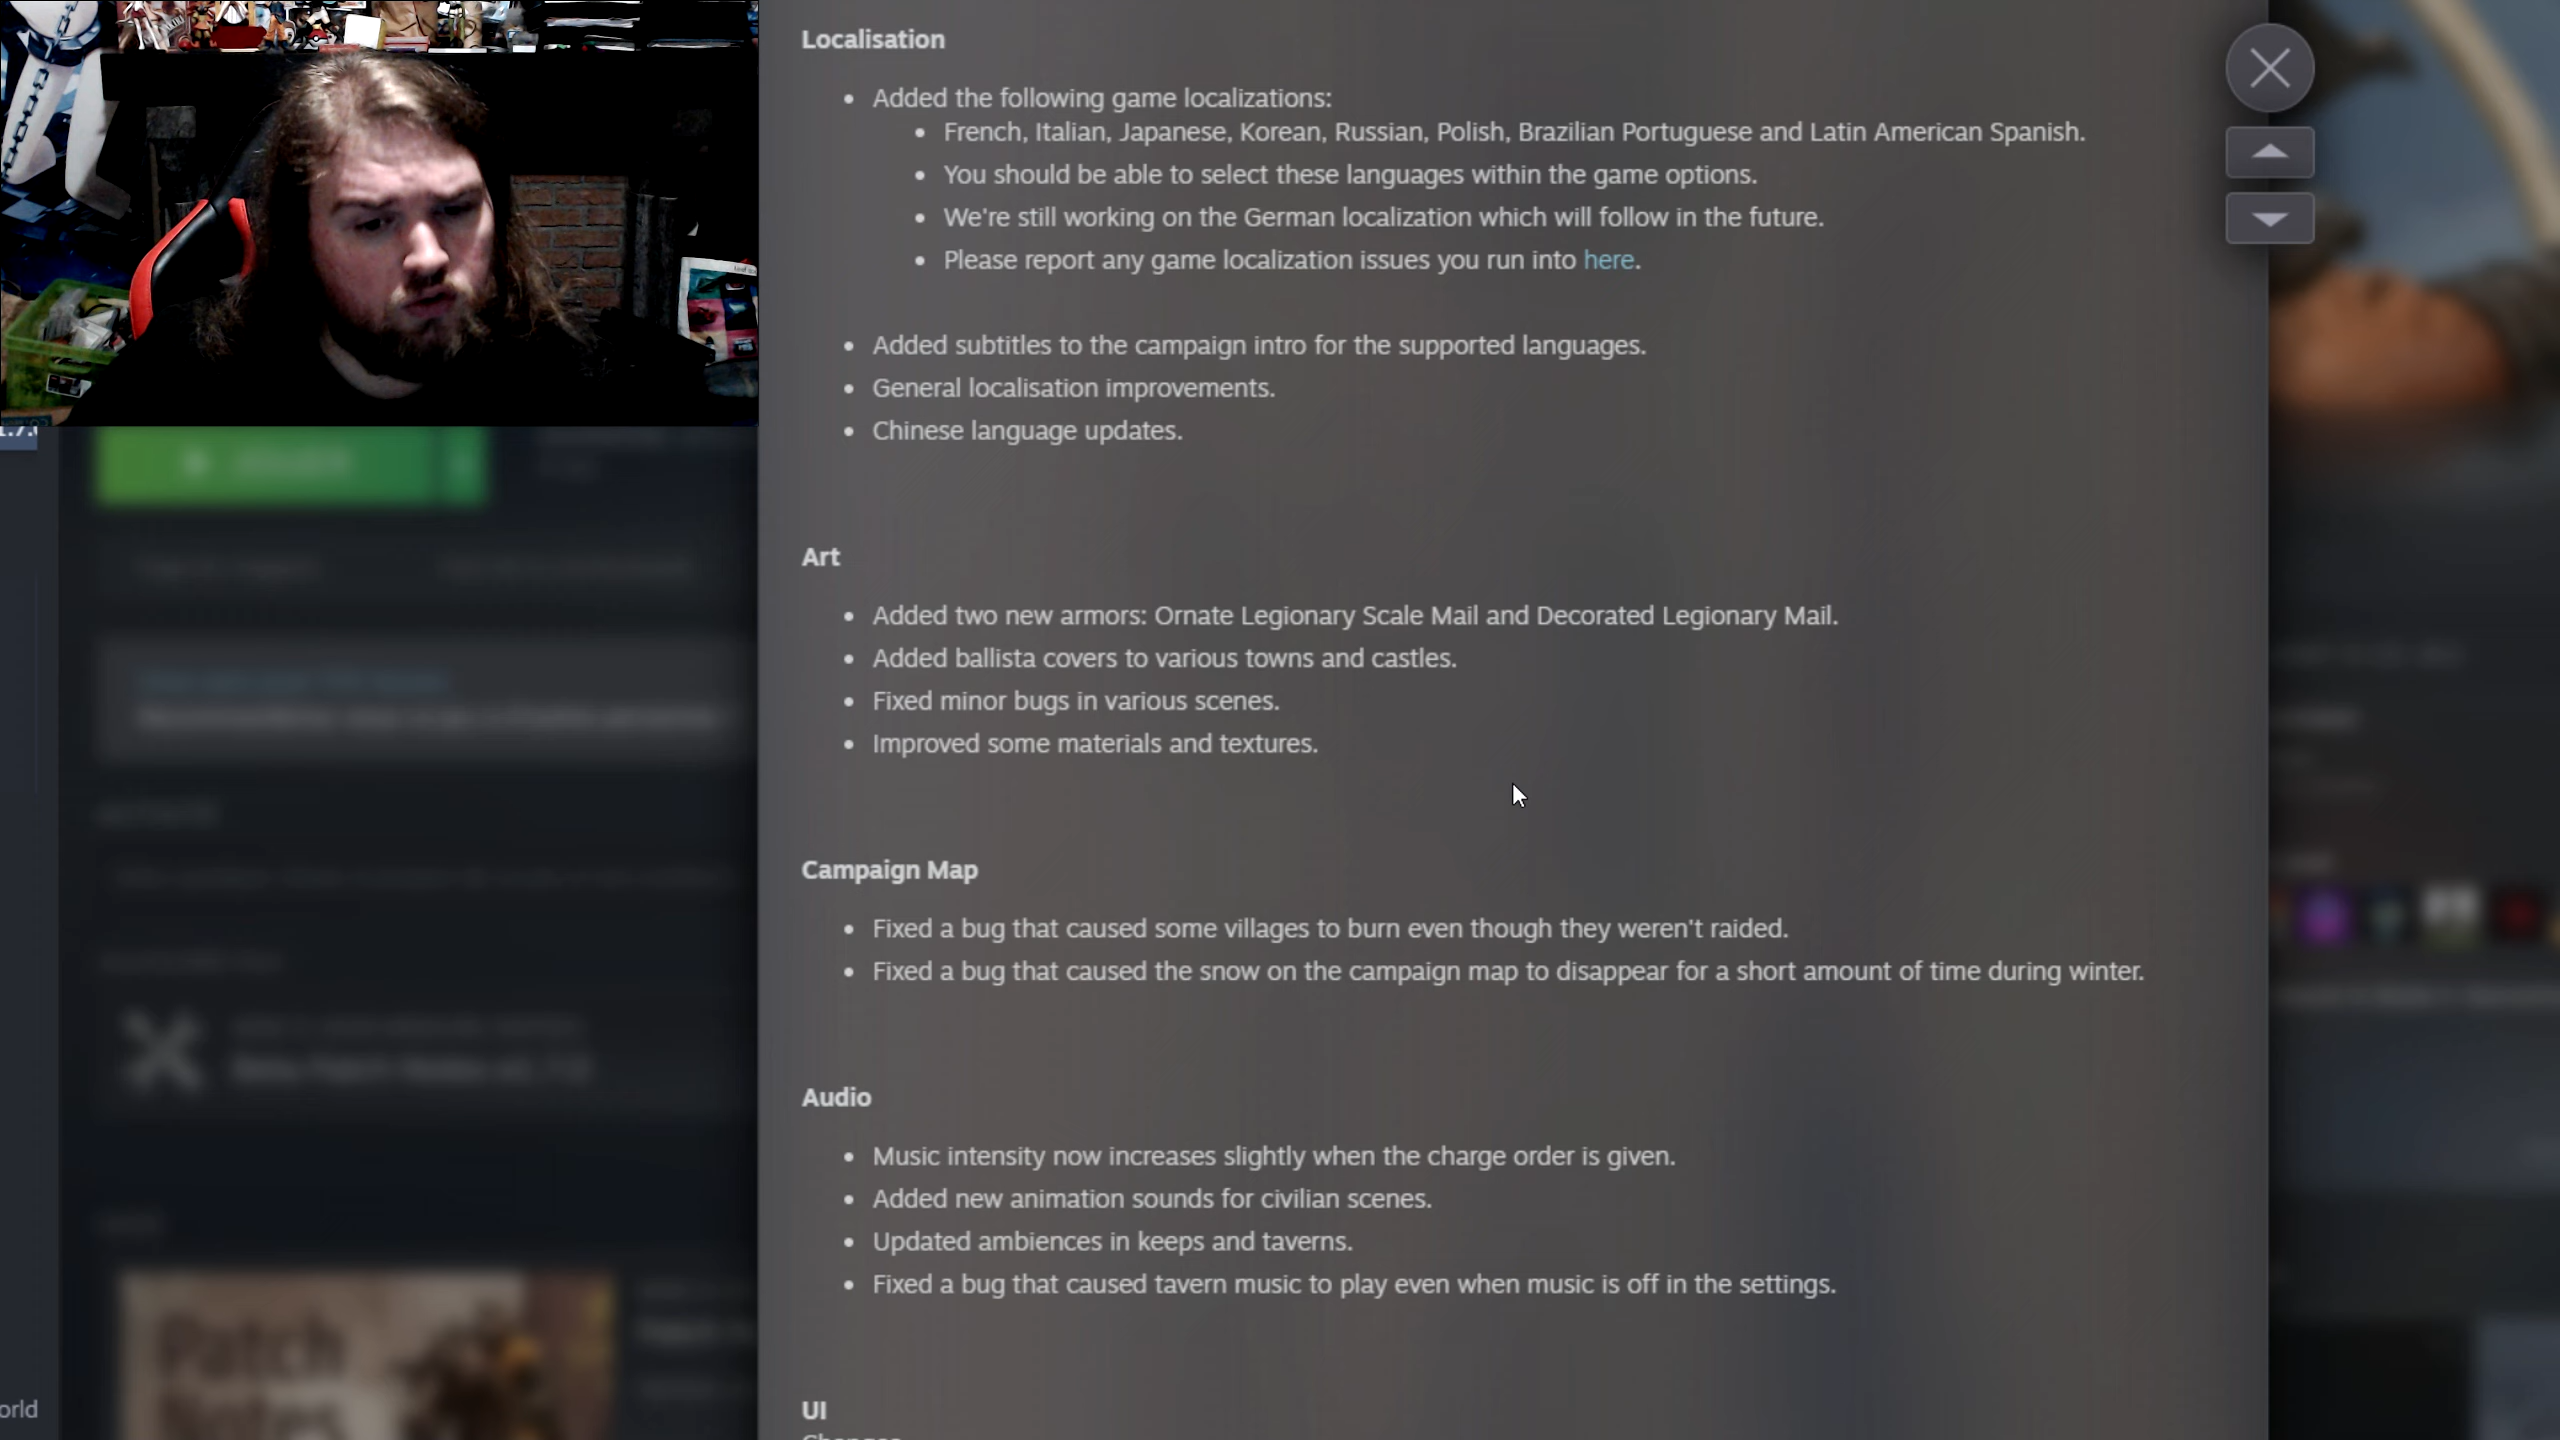 Localisation
Added the following game localizations:
French, Italian, Japanese, Korean, Russian, Polish, Brazilian Portuguese and Latin American Spanish.
You should be able to select these languages within the game options.
We're still working on the German localization which will follow in the future.
Please report any game localization issues you run into here.
Added subtitles to the campaign intro for the supported languages.
General localisation improvements.
Chinese language updates.
Art
Added two new armors: Ornate Legionary Scale Mail and Decorated Legionary Mail.
Added ballista covers to various towns and castles.
Fixed minor bugs in various scenes.
Improved some materials and textures.
Campaign Map
Fixed a bug that caused some villages to burn even though they weren't raided.
Fixed a bug that caused the snow on the campaign map to disappear for a short amount of time during winter.
Audio
Music intensity now increases slightly when the charge order is given.
Added new animation sounds for civilian scenes.
Updated ambiences in keeps and taverns.
Fixed a bug that caused tavern music to play even when music is off in the settings.
UI
Patch
Notes
orld